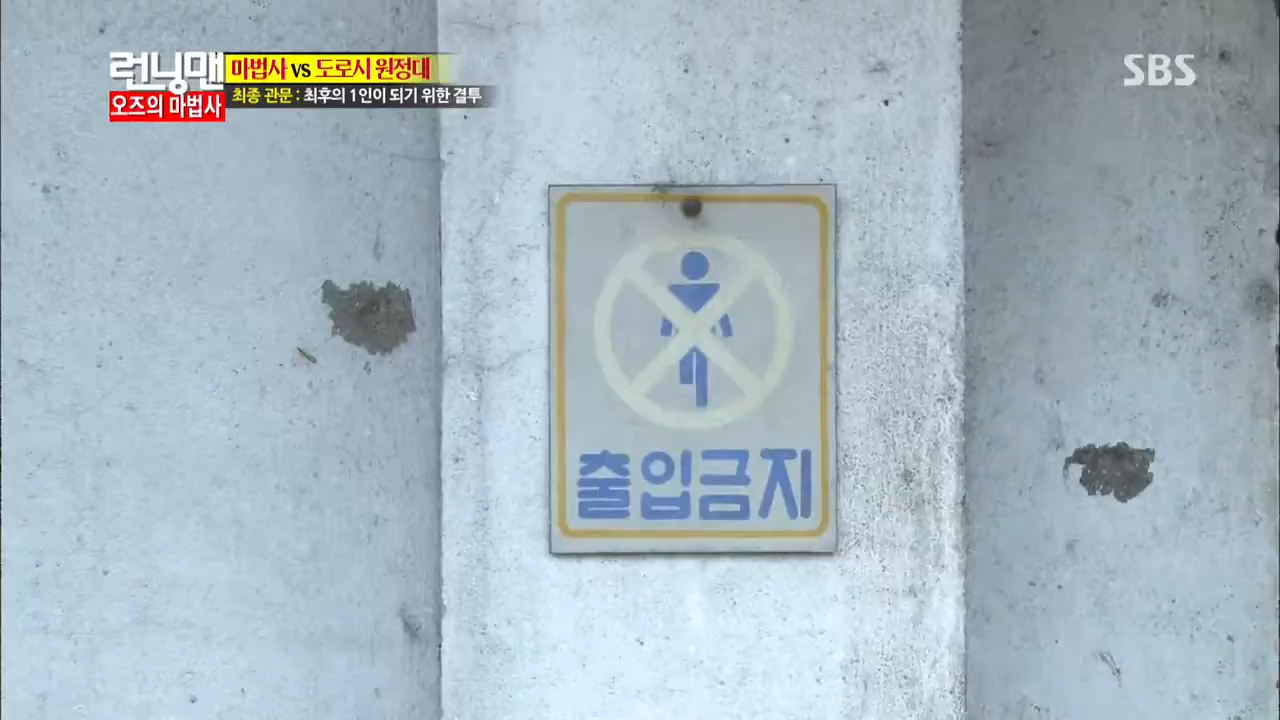 런닝맨
마법사 vs 도로시 원정대
오즈의 마법사
최종 관문 : 최후의 1인이 되기 위한 결투
SBS
출입금지